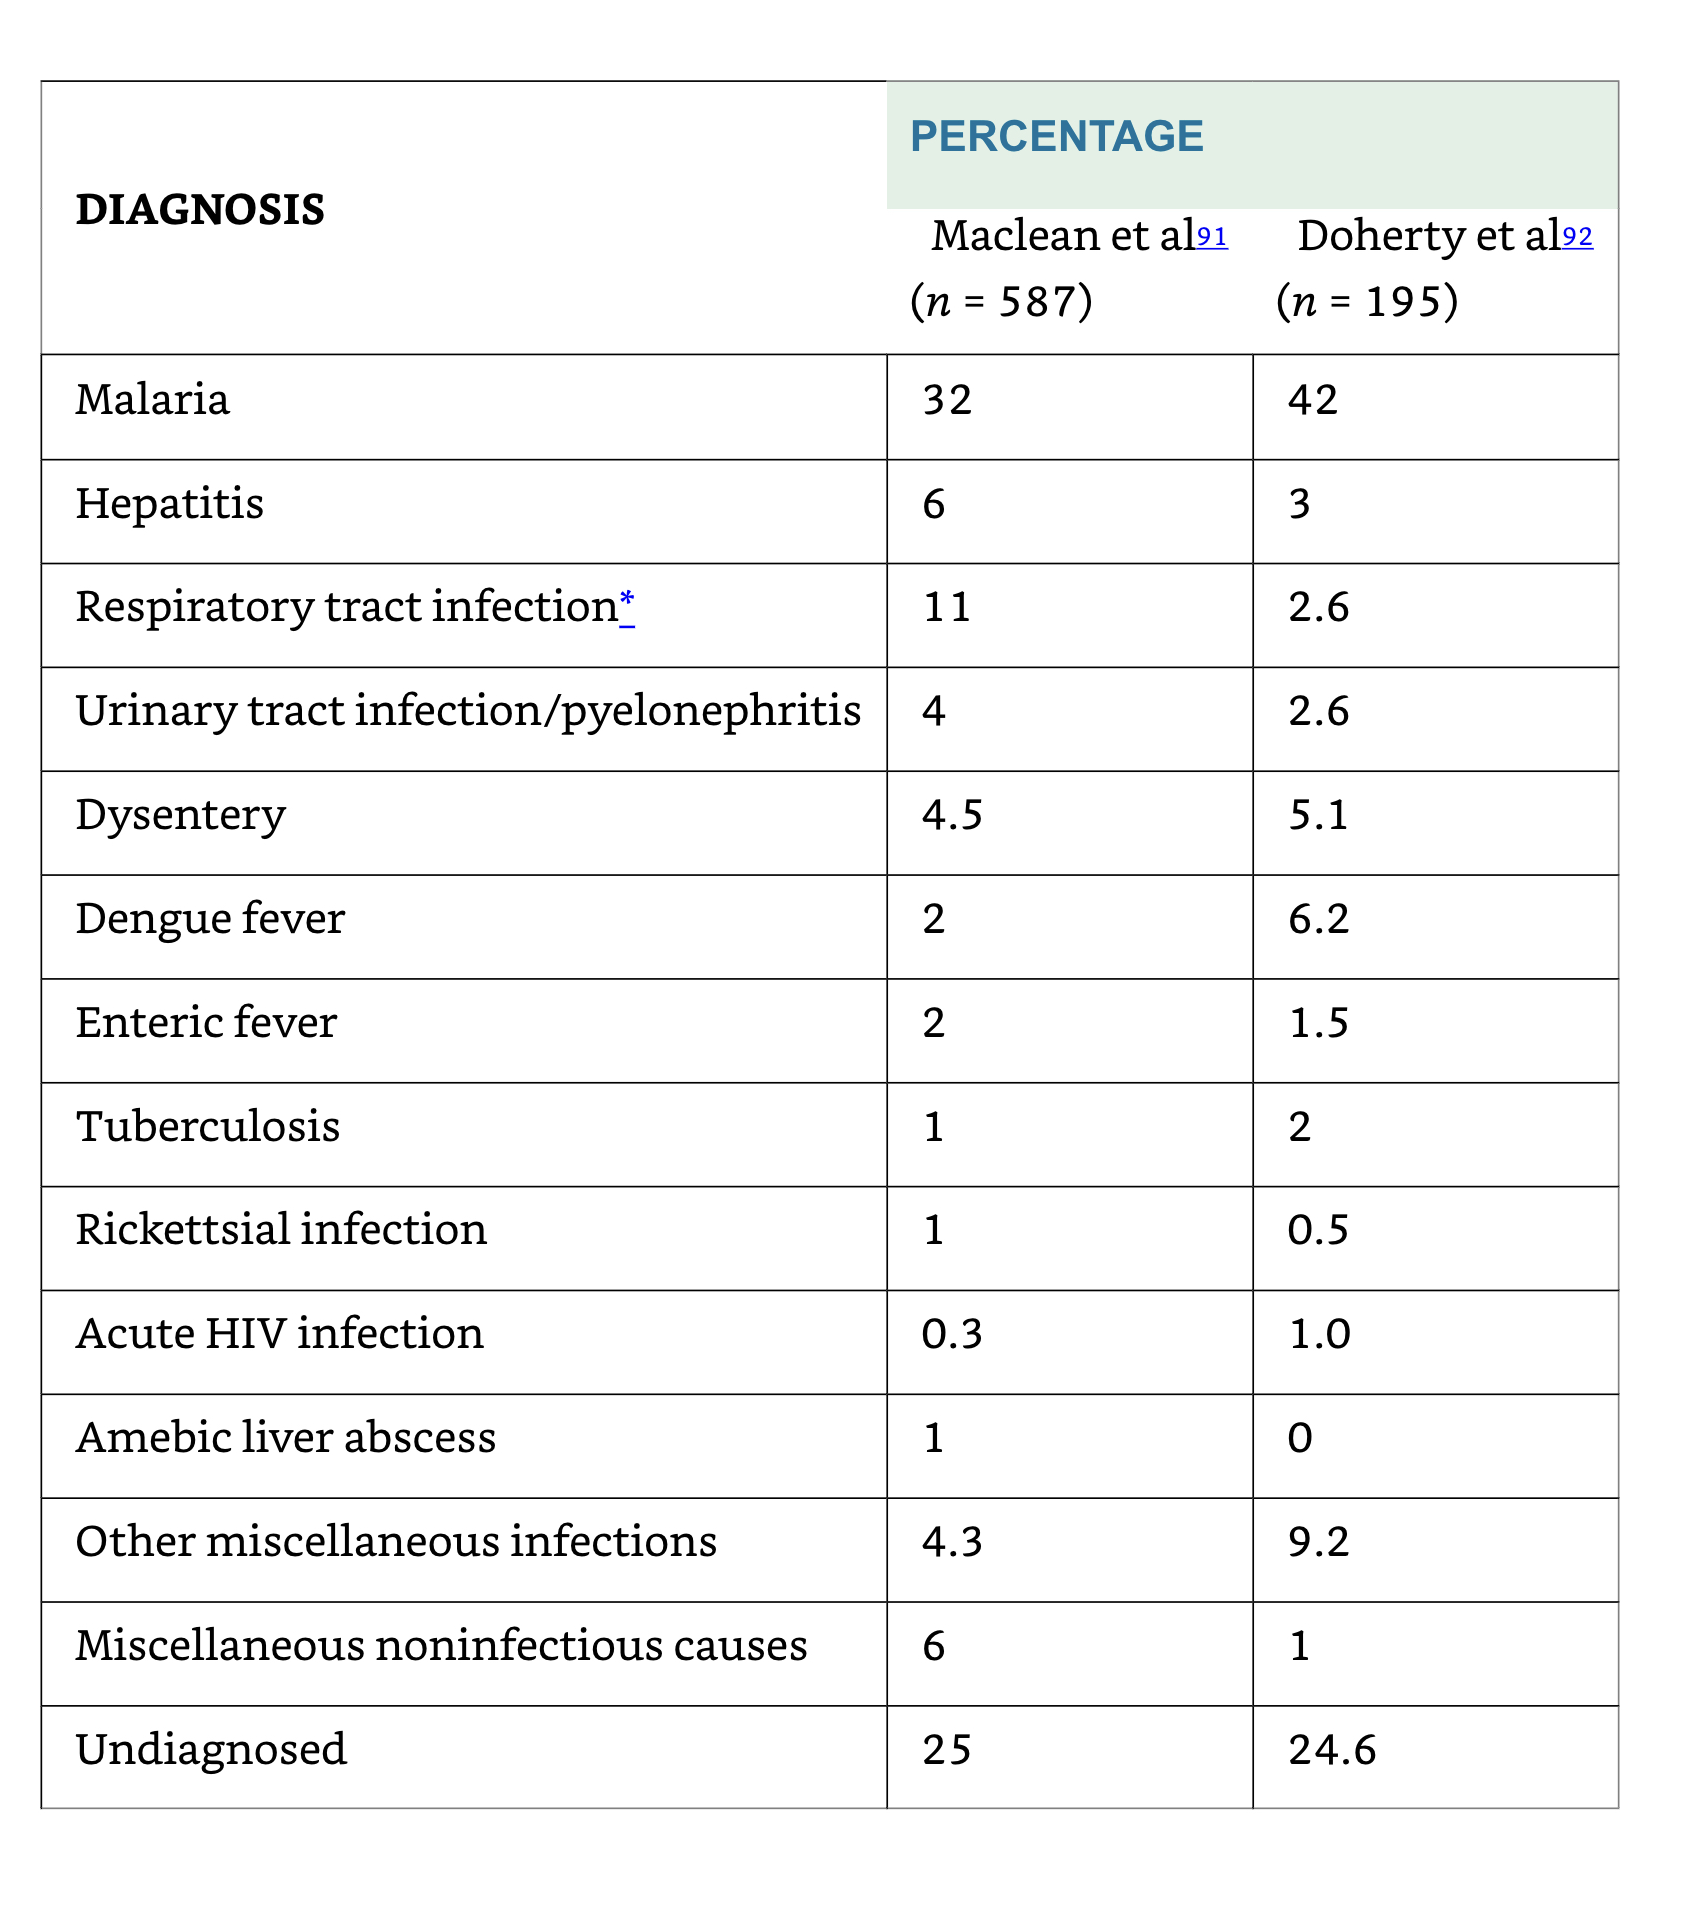 DIAGNOSIS
PERCENTAGE
Maclean et al91
(n = 587)
Doherty et al92
(n = 195)
Malaria 32 42
Hepatitis 6 3
Respiratory tract infection* 11 2.6
Urinary tract infection/pyelonephritis 4 2.6
Dysentery 4.5 5.1
Dengue fever 2 6.2
Enteric fever 2 1.5
Tuberculosis 1 2
Rickettsial infection 1 0.5
Acute HIV infection 0.3 1.0
Amebic liver abscess 1 0
Other miscellaneous infections 4.3 9.2
Miscellaneous noninfectious causes 6 1
Undiagnosed 25 24.6